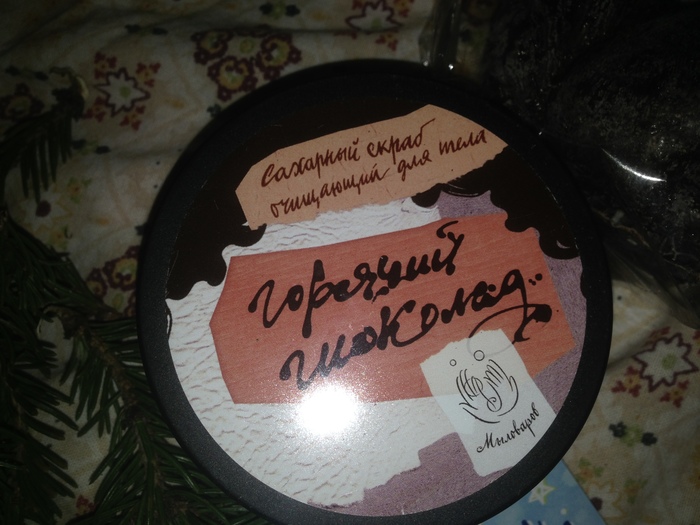 сахарный скраб
очищающий для тела
горячий
шоколад..
Мыловаров